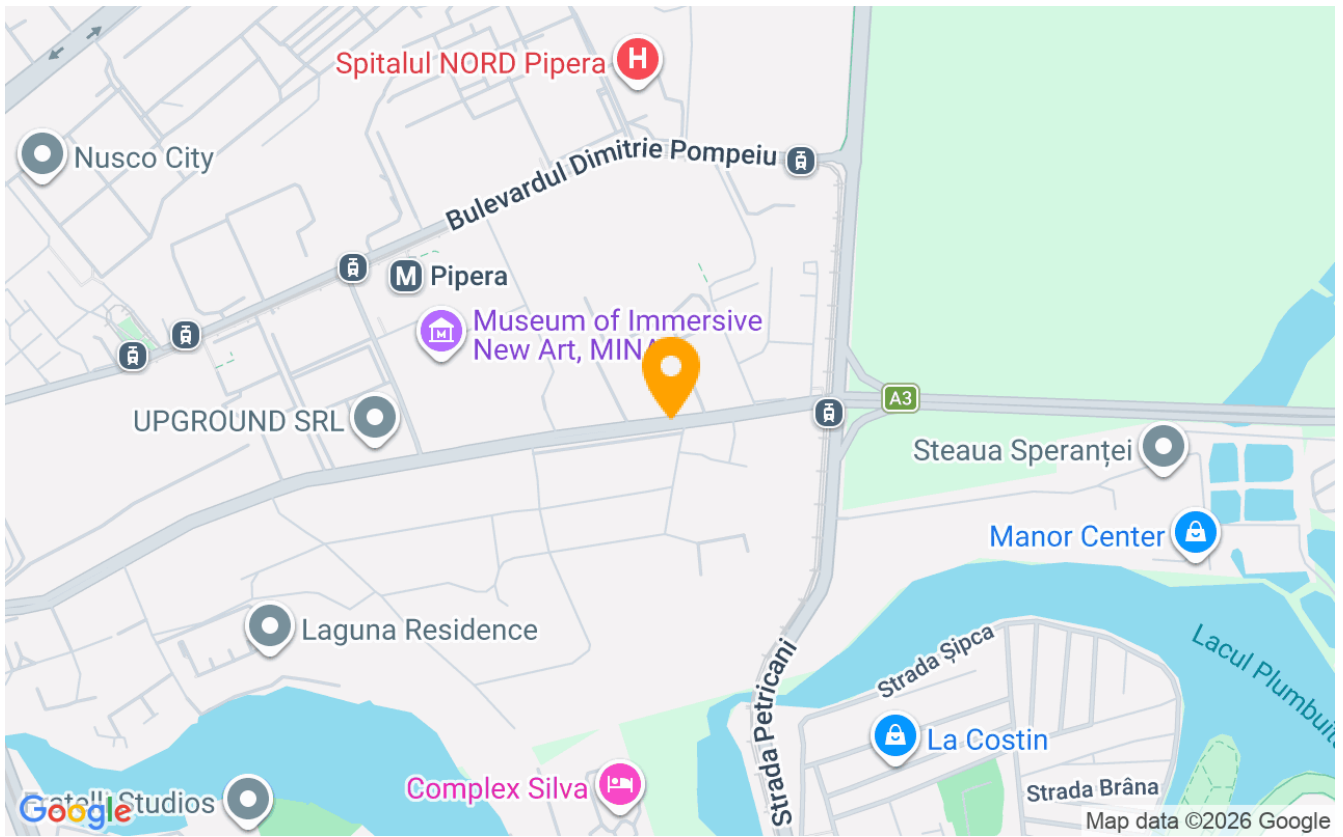 Spitalul NORD Pipera
H
Nusco City
Bulevardul Dimitrie Pompeiu
M
Pipera
Museum of Immersive
New Art, MINA
M
A3
UPGROUND SRL
Steaua Speranței
Manor Center
Laguna Residence
Strada Petricani
Strada Șipca
Lacul Plumbuita
La Costin
Complex Silva
Strada Brâna
Fratelli Studios
Google
Map data ©2026 Google